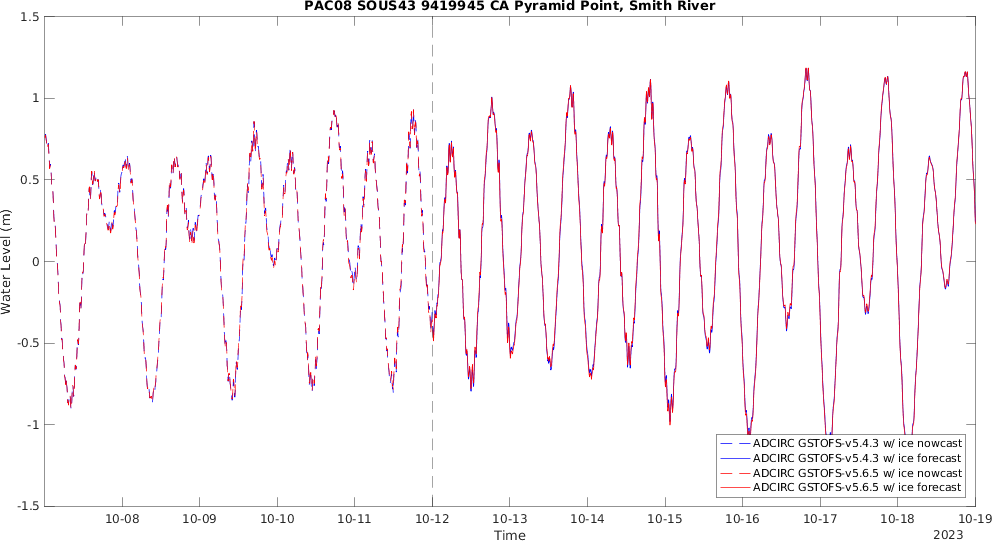 PAC08 SOUS43 9419945 CA Pyramid Point, Smith River
1.5
1
0.5
0
-0.5
-1
-1.5
Water Level (m)
ADCIRC GSTOFS-v5.4.3 w/ ice nowcast
ADCIRC GSTOFS-v5.4.3 w/ ice forecast
ADCIRC GSTOFS-v5.6.5 w/ ice nowcast
ADCIRC GSTOFS-v5.6.5 w/ ice forecast
10-08 10-09 10-10 10-11 10-12 10-13 10-14 10-15 10-16 10-17 10-18 10-19
Time
2023